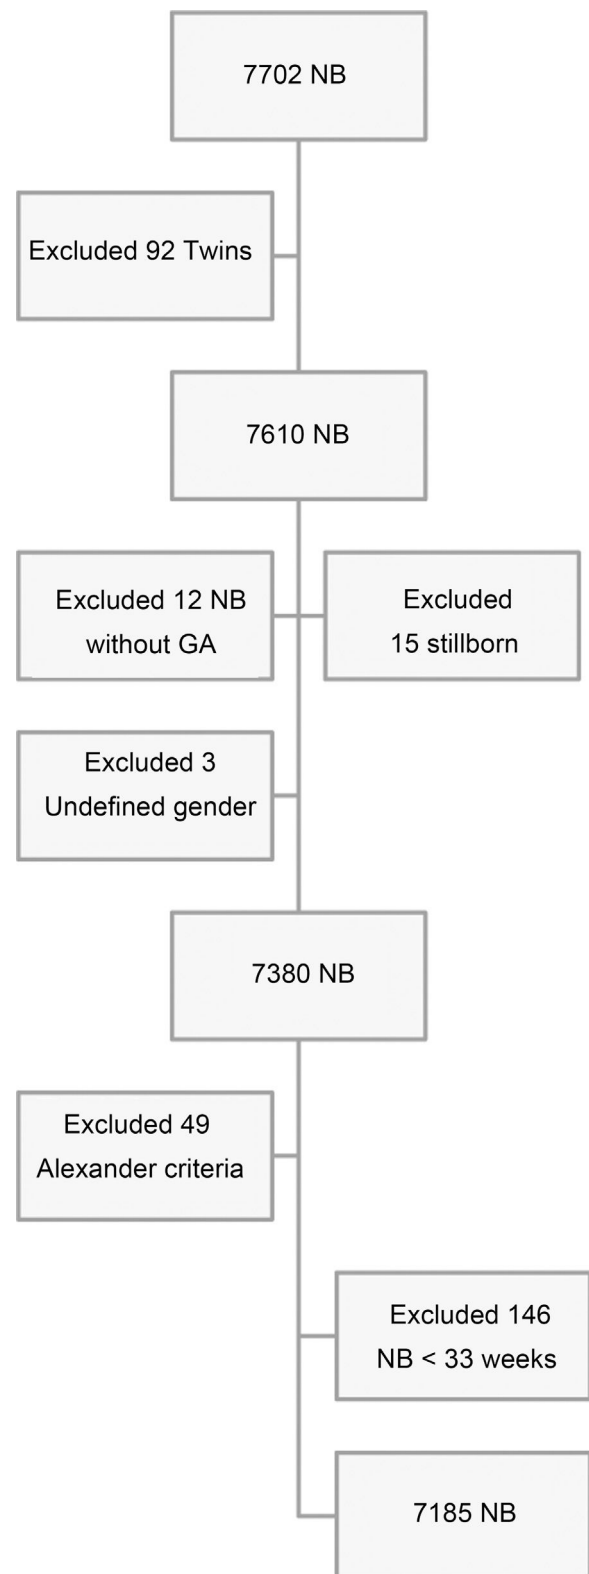 7702 NB
Excluded 92 Twins
7610 NB
Excluded 12 NB
without GA
Excluded
15 stillborn
Excluded 3
Undefined gender
7380 NB
Excluded 49
Alexander criteria
Excluded 146
NB < 33 weeks
7185 NB